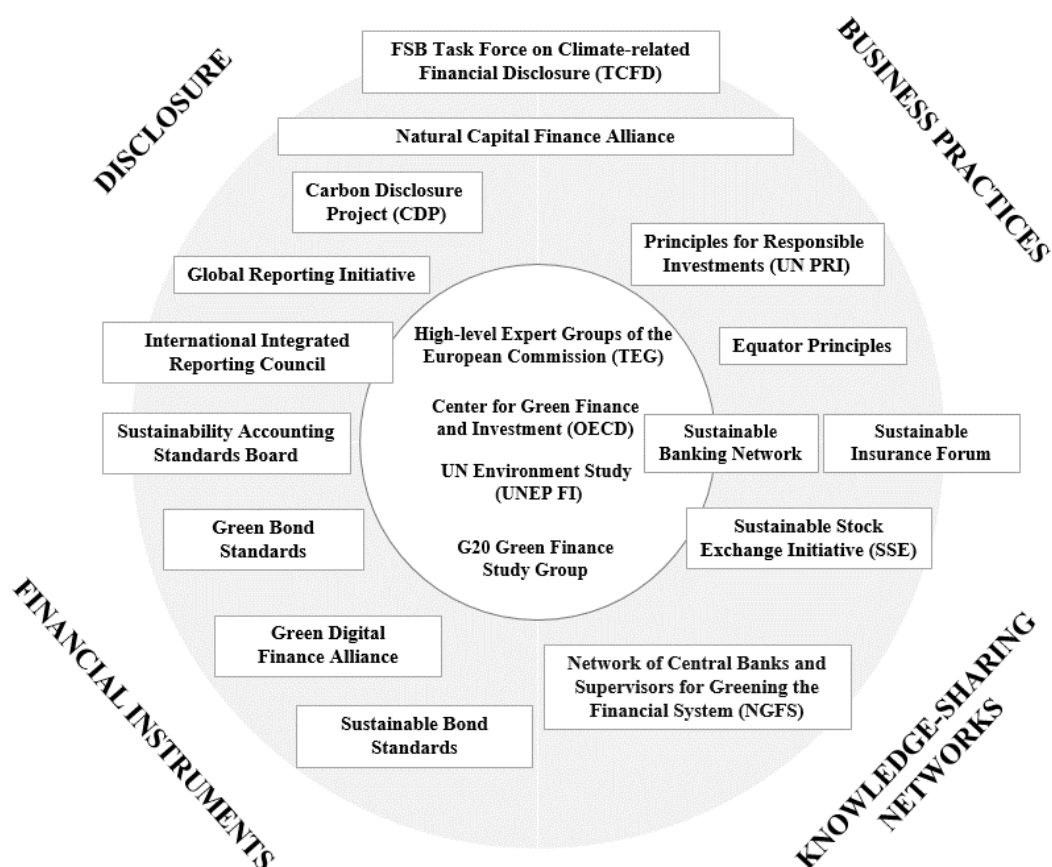 DISCLOSURE
BUSINESS PRACTICES
FSB Task Force on Climate-related
Financial Disclosure (TCFD)
Natural Capital Finance Alliance
Carbon Disclosure
Project (CDP)
Principles for Responsible
Investments (UN PRI)
Global Reporting Initiative
International Integrated
Reporting Council
High-level Expert Groups of the
European Commission (TEG)
Equator Principles
Sustainability Accounting
Standards Board
Center for Green Finance
and Investment (OECD)
Sustainable
Banking Network
Sustainable
Insurance Forum
UN Environment Study
(UNEP FI)
Green Bond
Standards
Sustainable Stock
Exchange Initiative (SSE)
G20 Green Finance
Study Group
Green Digital
Finance Alliance
Network of Central Banks and
Supervisors for Greening the
Financial System (NGFS)
Sustainable Bond
Standards
FINANCIAL INSTRUMENTS
KNOWLEDGE-SHARING
NETWORKS